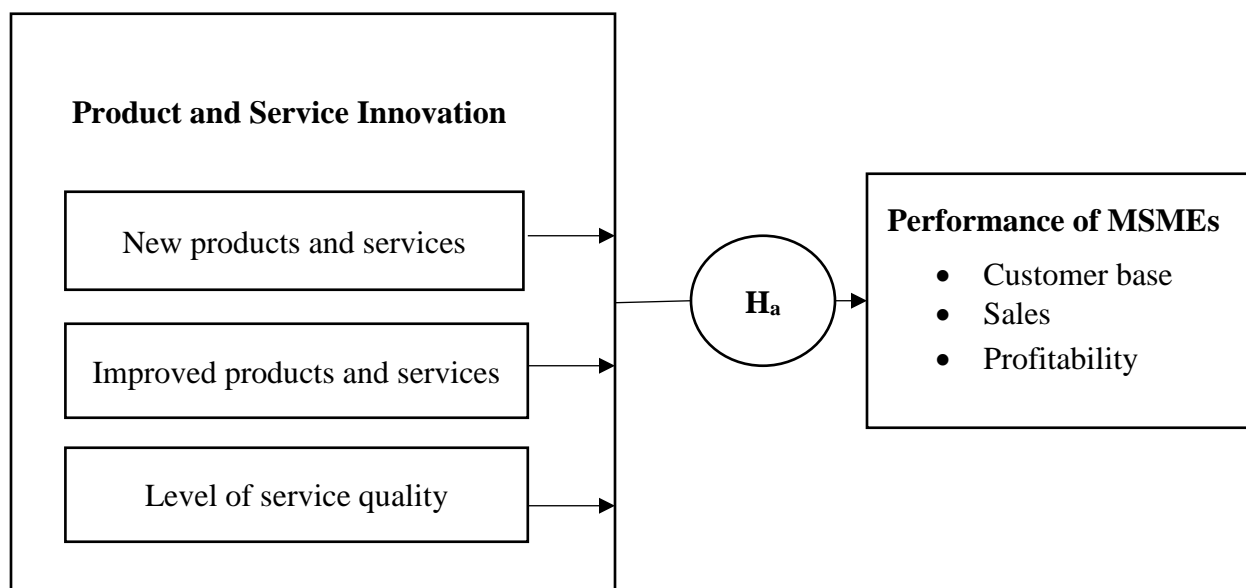 Product and Service Innovation
New products and services
Improved products and services
Level of service quality
Hₐ
Performance of MSMEs
• Customer base
• Sales
• Profitability